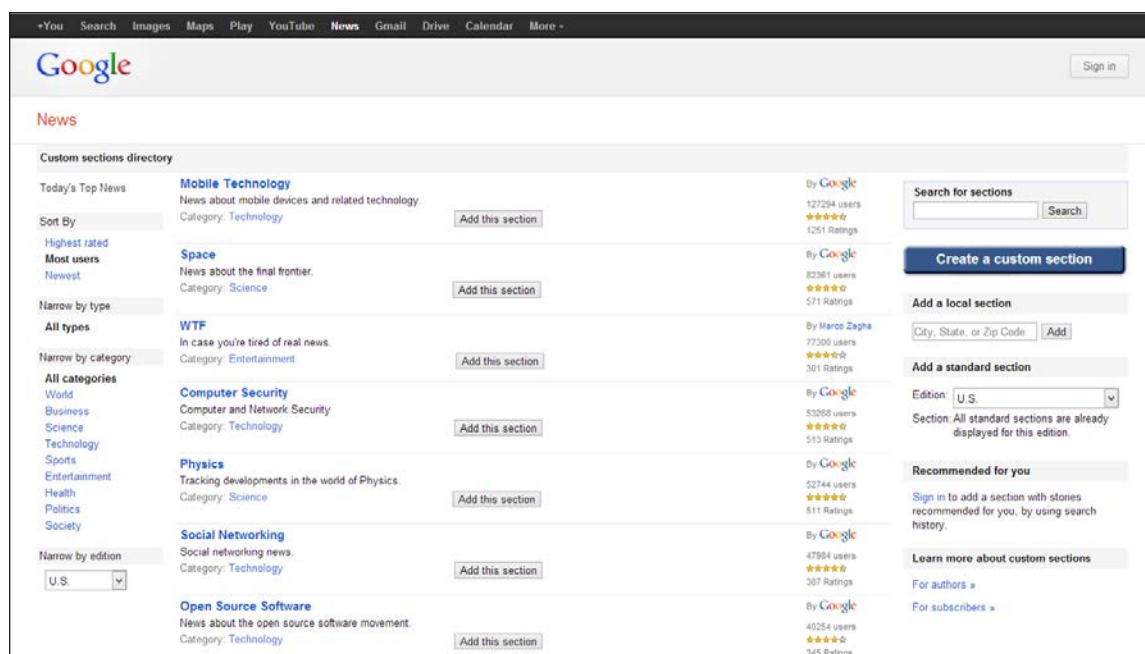 +You Search Images Maps Play YouTube News Gmail Drive Calendar More
Google
Sign in
News
Custom sections directory
Today's Top News
Sort By
Highest rated
Most users
Newest
Narrow by type
All types
Narrow by category
All categories
World
Business
Science
Technology
Sports
Entertainment
Health
Politics
Society
Narrow by edition
U.S.
Mobile Technology
News about mobile devices and related technology.
Category: Technology
Add this section
By Google
127294 users
1251 Ratings
Space
News about the final frontier.
Category: Science
Add this section
By Google
82361 users
571 Ratings
WTF
In case you're tired of real news.
Category: Entertainment
Add this section
By Marco Zapha
77300 users
301 Ratings
Computer Security
Computer and Network Security
Category: Technology
Add this section
By Google
53268 users
513 Ratings
Physics
Tracking developments in the world of Physics.
Category: Science
Add this section
By Google
52744 users
511 Ratings
Social Networking
Social networking news.
Category: Technology
Add this section
By Google
47984 users
387 Ratings
Open Source Software
News about the open source software movement.
Category: Technology
Add this section
By Google
40254 users
345 Ratings
Search for sections
Search
Create a custom section
Add a local section
City, State, or Zip Code Add
Add a standard section
Edition: U.S.
Section: All standard sections are already
displayed for this edition.
Recommended for you
Sign in to add a section with stories
recommended for you, by using search
history.
Learn more about custom sections
For authors »
For subscribers »